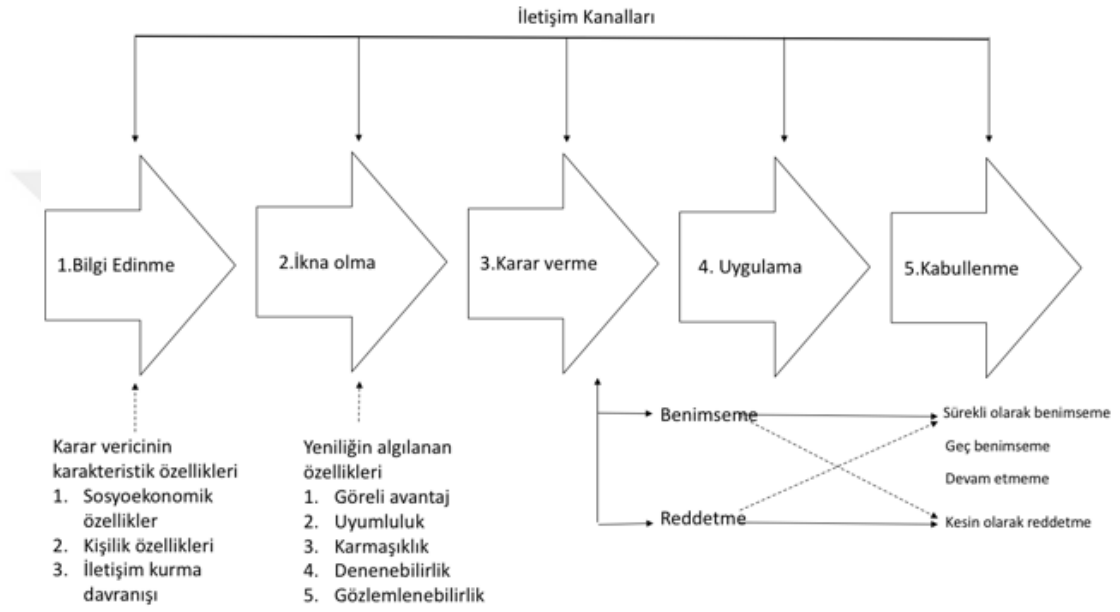 İletişim Kanalları
1.Bilgi Edinme
2.İkna olma
3.Karar verme
4. Uygulama
5.Kabullenme
Karar vericinin
karakteristik özellikleri
1. Sosyoekonomik
özellikler
2. Kişilik özellikleri
3. İletişim kurma
davranışı
Yeniliğin algılanan
özellikleri
1. Göreli avantaj
2. Uyumluluk
3. Karmaşıklık
4. Denenebilirlik
5. Gözlemlenebilirlik
Benimseme
Reddetme
Sürekli olarak benimseme
Geç benimseme
Devam etmeme
Kesin olarak reddetme